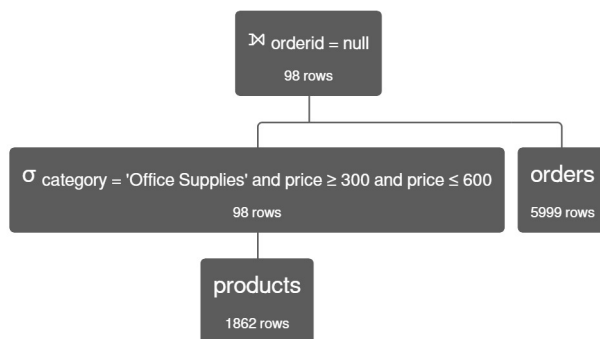 ⟕ orderid = null
98 rows
σ category = 'Office Supplies' and price ≥ 300 and price ≤ 600
98 rows
orders
5999 rows
products
1862 rows